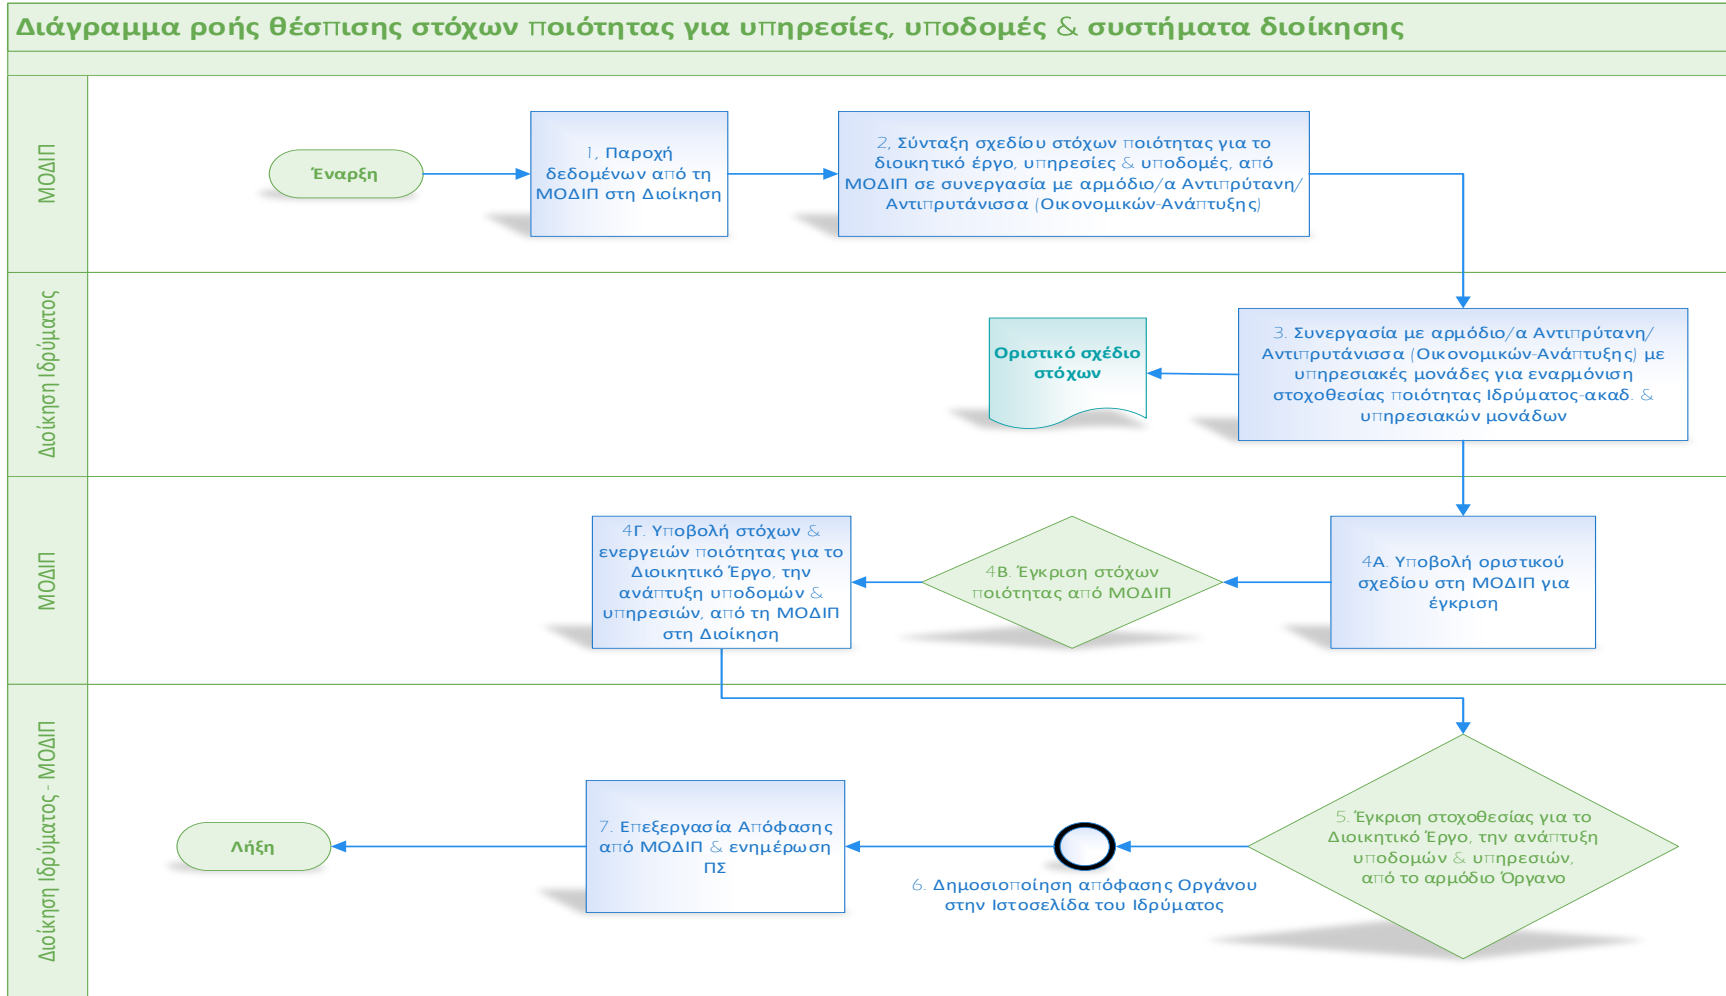 Διάγραμμα ροής θέσπισης στόχων ποιότητας για υπηρεσίες, υποδομές & συστήματα διοίκησης
ΜΟΔΙΠ
Έναρξη
1, Παροχή
δεδομένων από τη
ΜΟΔΙΠ στη Διοίκηση
2, Σύνταξη σχεδίου στόχων ποιότητας για το
διοικητικό έργο, υπηρεσίες & υποδομές, από
ΜΟΔΙΠ σε συνεργασία με αρμόδιο/α Αντιπρύτανη/
Αντιπρυτάνισσα (Οικονομικών-Ανάπτυξης)
Διοίκηση Ιδρύματος
Οριστικό σχέδιο
στόχων
3. Συνεργασία με αρμόδιο/α Αντιπρύτανη/
Αντιπρυτάνισσα (Οικονομικών-Ανάπτυξης) με
υπηρεσιακές μονάδες για εναρμόνιση
στοχοθεσίας ποιότητας Ιδρύματος-ακαδ. &
υπηρεσιακών μονάδων
ΜΟΔΙΠ
4Γ. Υποβολή στόχων &
ενεργειών ποιότητας για το
Διοικητικό Έργο, την
ανάπτυξη υποδομών &
υπηρεσιών, από τη ΜΟΔΙΠ
στη Διοίκηση
4Β. Έγκριση στόχων
ποιότητας από ΜΟΔΙΠ
4Α. Υποβολή οριστικού
σχεδίου στη ΜΟΔΙΠ για
έγκριση
Διοίκηση Ιδρύματος - ΜΟΔΙΠ
Λήξη
7. Επεξεργασία Απόφασης
από ΜΟΔΙΠ & ενημέρωση
ΠΣ
6. Δημοσιοποίηση απόφασης Οργάνου
στην Ιστοσελίδα του Ιδρύματος
5. Έγκριση στοχοθεσίας για το
Διοικητικό Έργο, την ανάπτυξη
υποδομών & υπηρεσιών,
από το αρμόδιο Όργανο